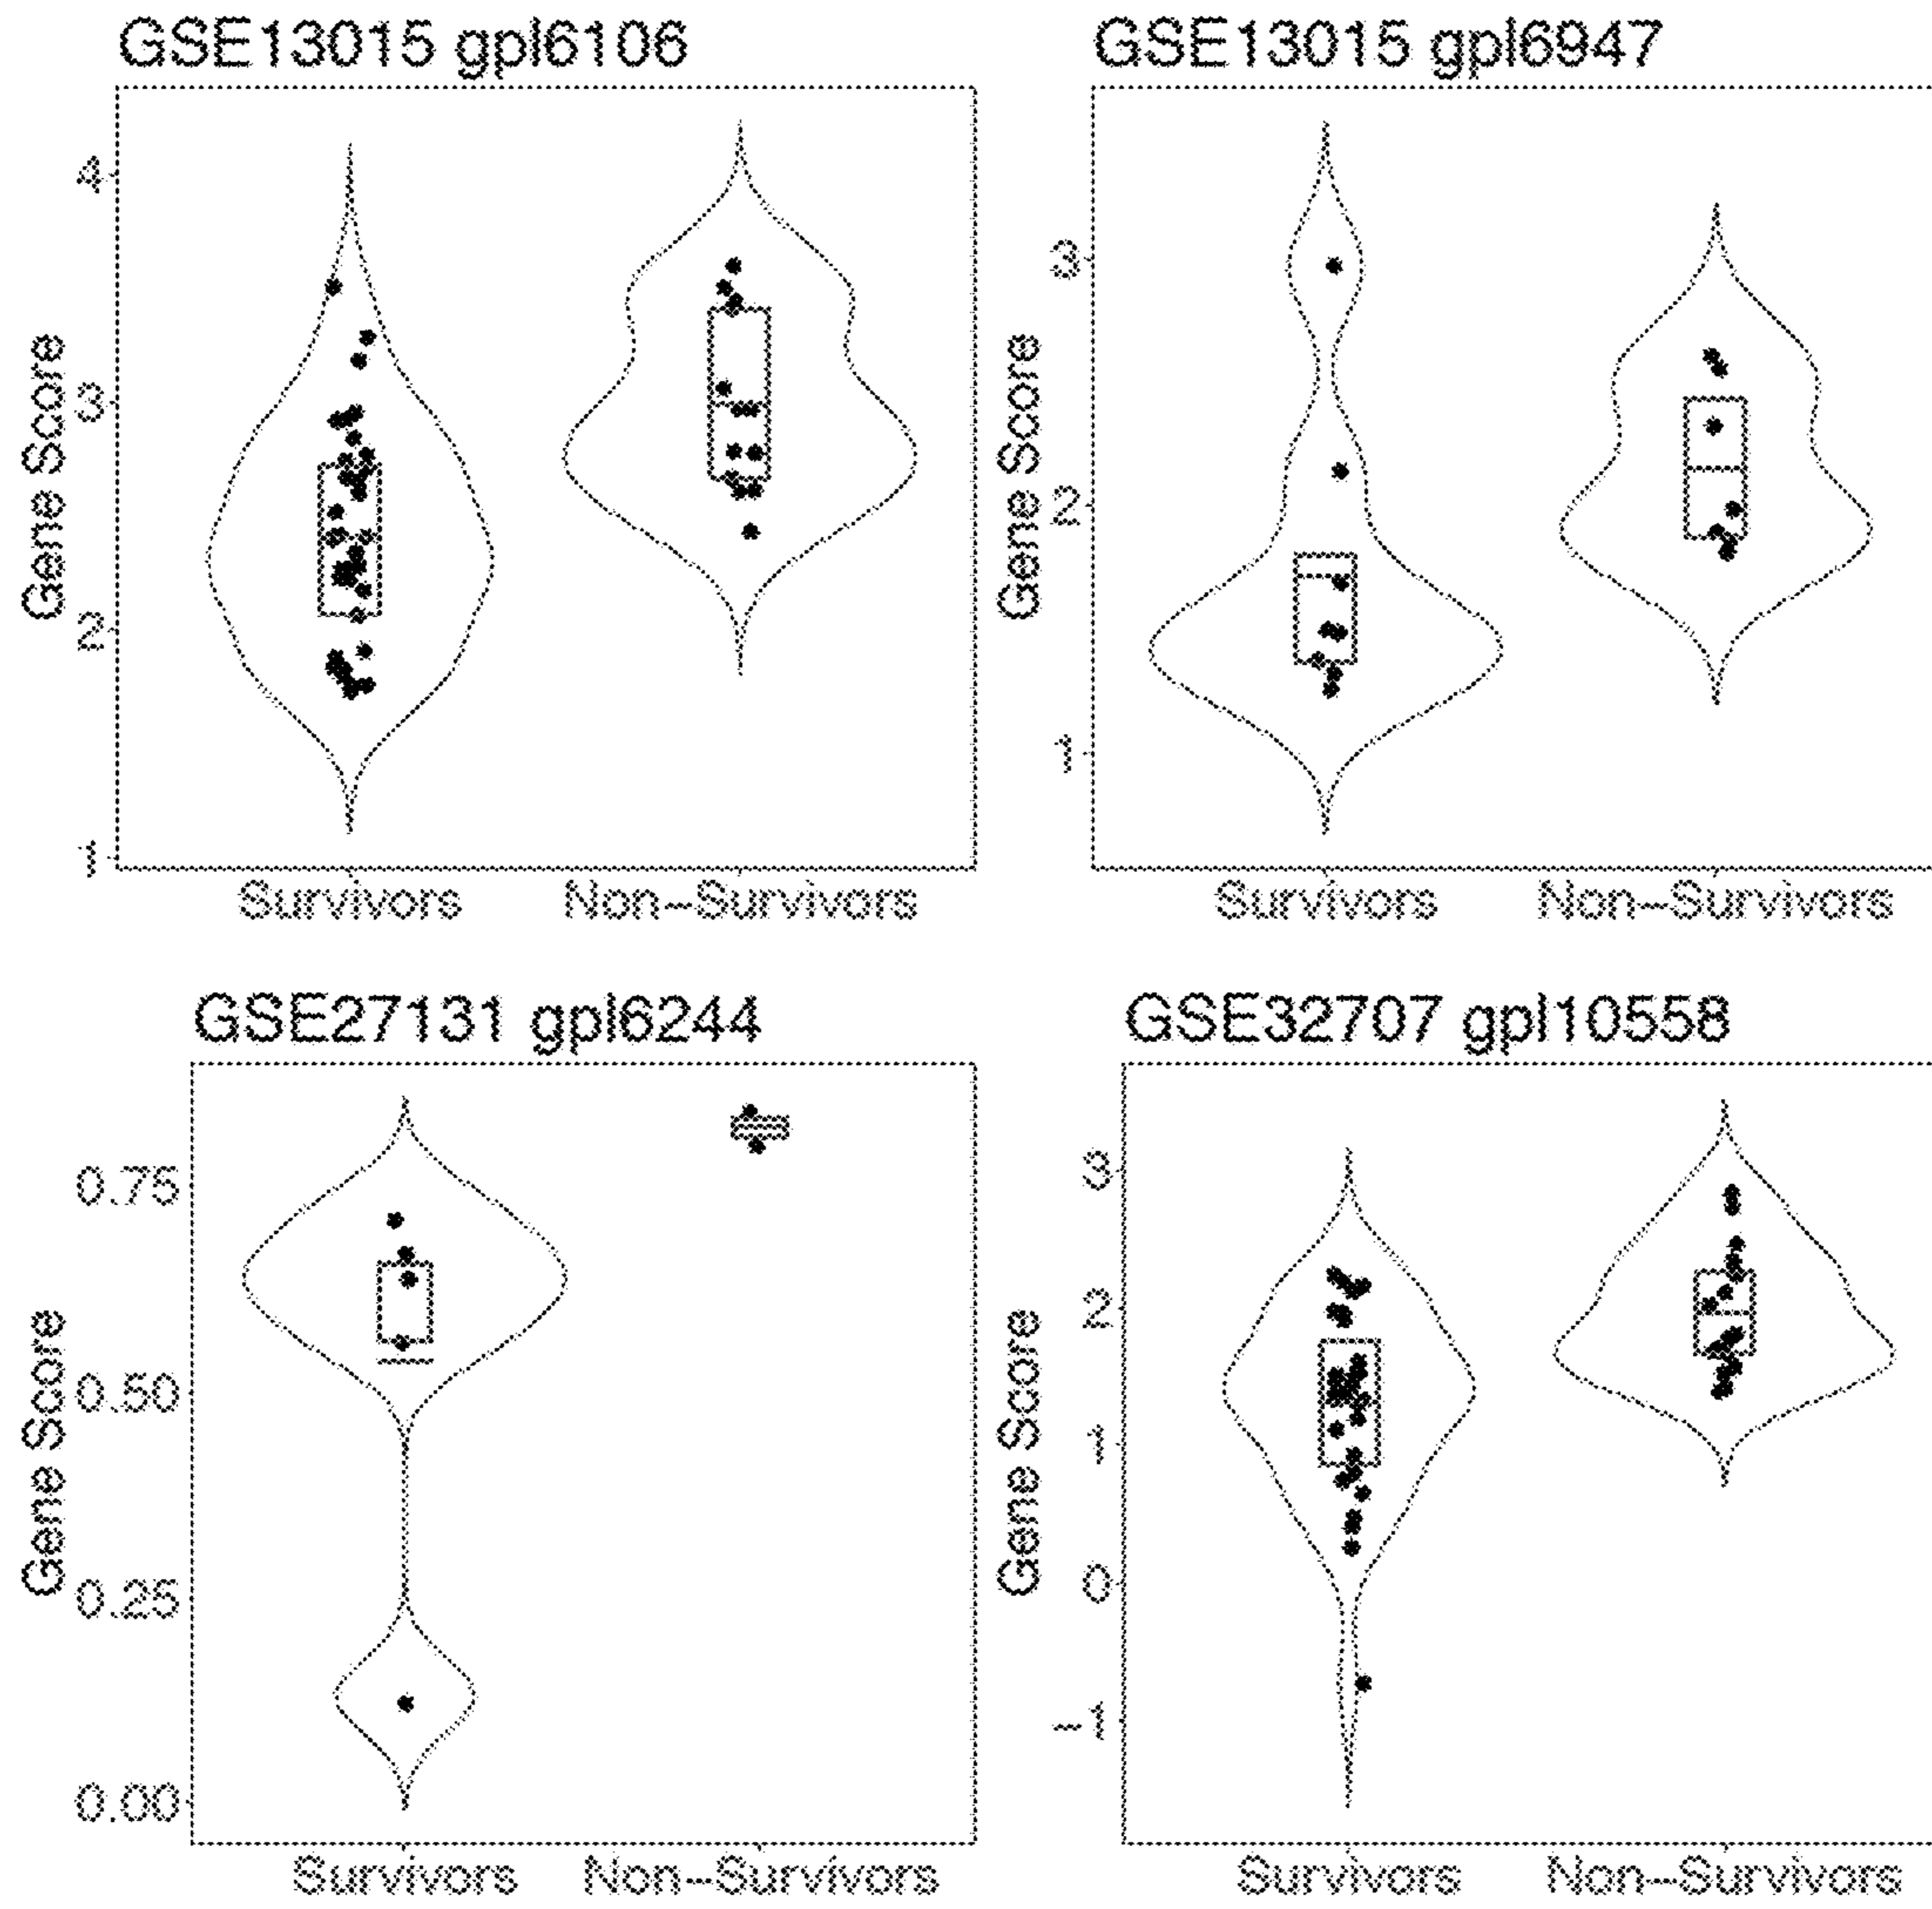 GSE13015 gpl6106
Gene Score
4
3
2
1
Survivors
Non-Survivors
GSE13015 gpl6947
Gene Score
3
2
1
Survivors
Non-Survivors
GSE27131 gpl6244
Gene Score
0.75
0.50
0.25
0.00
Survivors
Non-Survivors
GSE32707 gpl10558
Gene Score
3
2
1
0
-1
Survivors
Non-Survivors